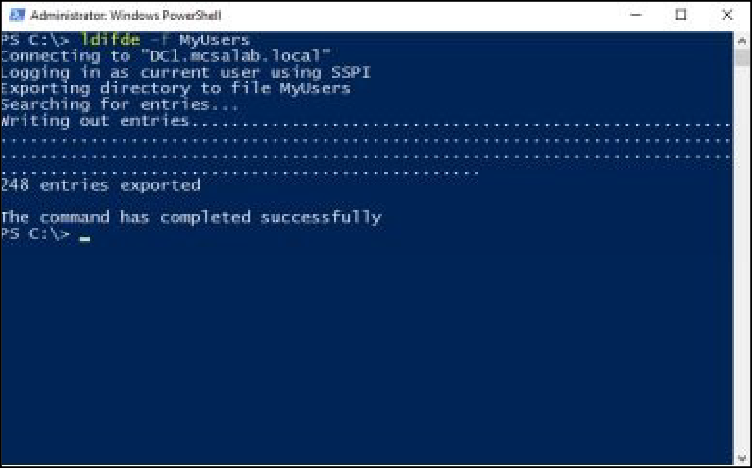 Administrator: Windows PowerShell
PS C:\> ldifde -f MyUsers
Connecting to "DC1.mcsalab.local"
Logging in as current user using SSPI
Exporting directory to file MyUsers
Searching for entries...
Writing out entries......................................................
.........................................................................
.........................................................................
................................................
248 entries exported
The command has completed successfully
PS C:\>